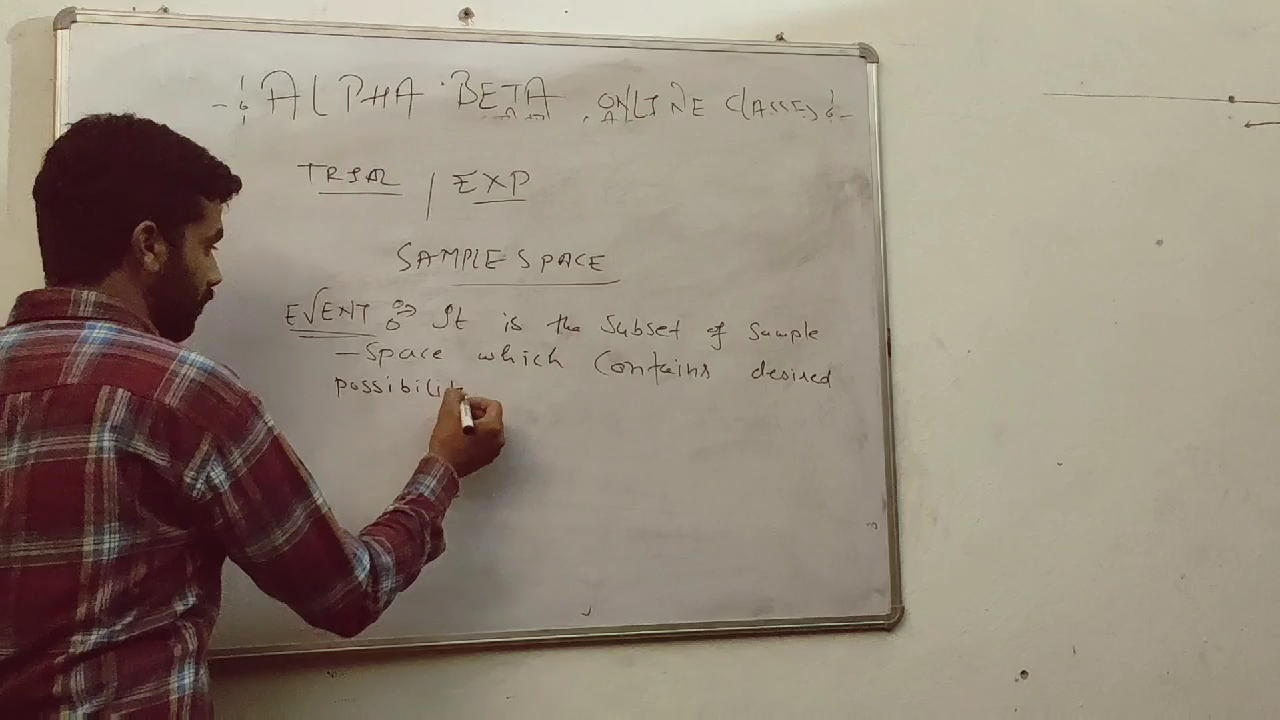 -: ALPHA BETA ONLINE CLASSES :-
TRIAL / EXP
SAMPLE SPACE
EVENT :⇒ It is the subset of sample
- space which contains desired
possibilit